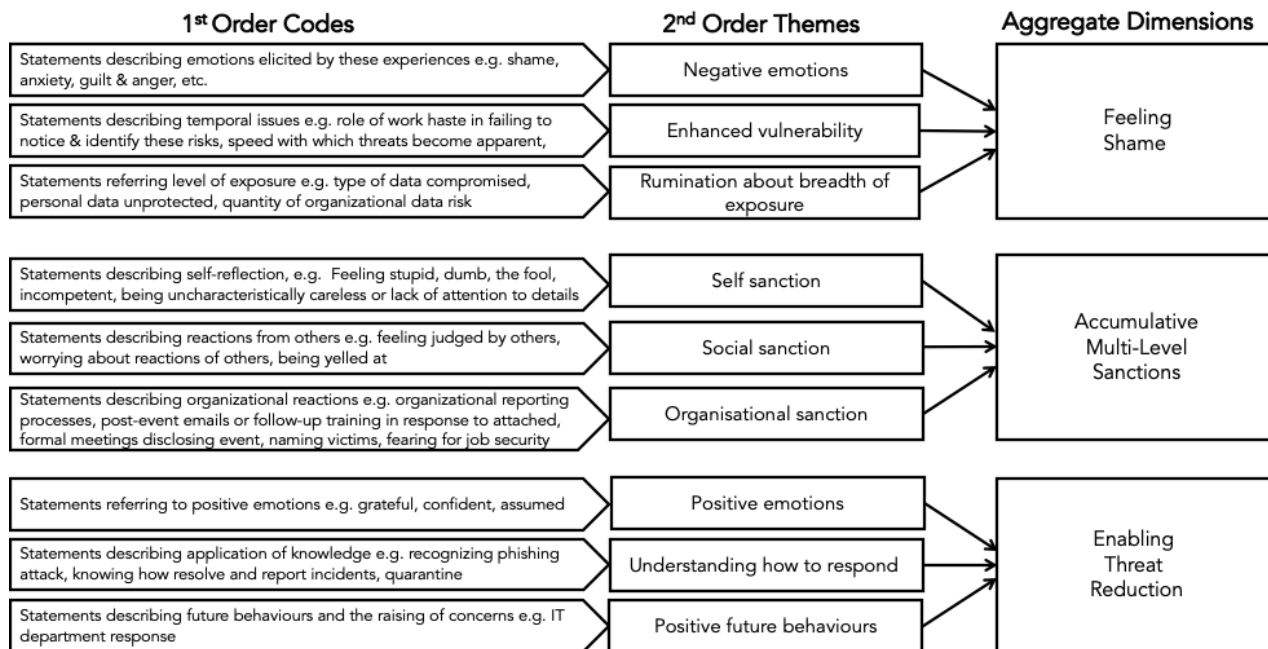 1st Order Codes
2nd Order Themes
Aggregate Dimensions
Statements describing emotions elicited by these experiences e.g. shame,
anxiety, guilt & anger, etc.
Negative emotions
Statements describing temporal issues e.g. role of work haste in failing to
notice & identify these risks, speed with which threats become apparent,
Enhanced vulnerability
Statements referring level of exposure e.g. type of data compromised,
personal data unprotected, quantity of organizational data risk
Rumination about breadth of
exposure
Feeling
Shame
Statements describing self-reflection, e.g. Feeling stupid, dumb, the fool,
incompetent, being uncharacteristically careless or lack of attention to details
Self sanction
Statements describing reactions from others e.g. feeling judged by others,
worrying about reactions of others, being yelled at
Social sanction
Statements describing organizational reactions e.g. organizational reporting
processes, post-event emails or follow-up training in response to attached,
formal meetings disclosing event, naming victims, fearing for job security
Organisational sanction
Accumulative
Multi-Level
Sanctions
Statements referring to positive emotions e.g. grateful, confident, assumed
Positive emotions
Statements describing application of knowledge e.g. recognizing phishing
attack, knowing how resolve and report incidents, quarantine
Understanding how to respond
Statements describing future behaviours and the raising of concerns e.g. IT
department response
Positive future behaviours
Enabling
Threat
Reduction